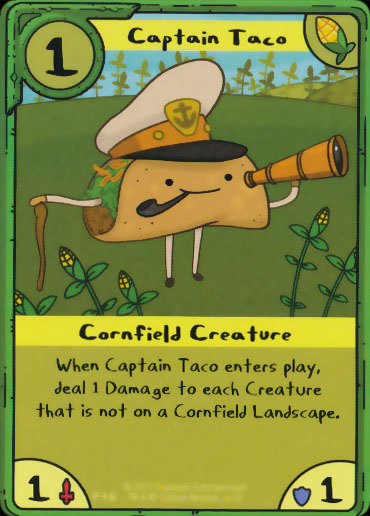 1
Captain Taco
Cornfield Creature
When Captain Taco enters play,
deal 1 Damage to each Creature
that is not on a Cornfield Landscape.
1
1